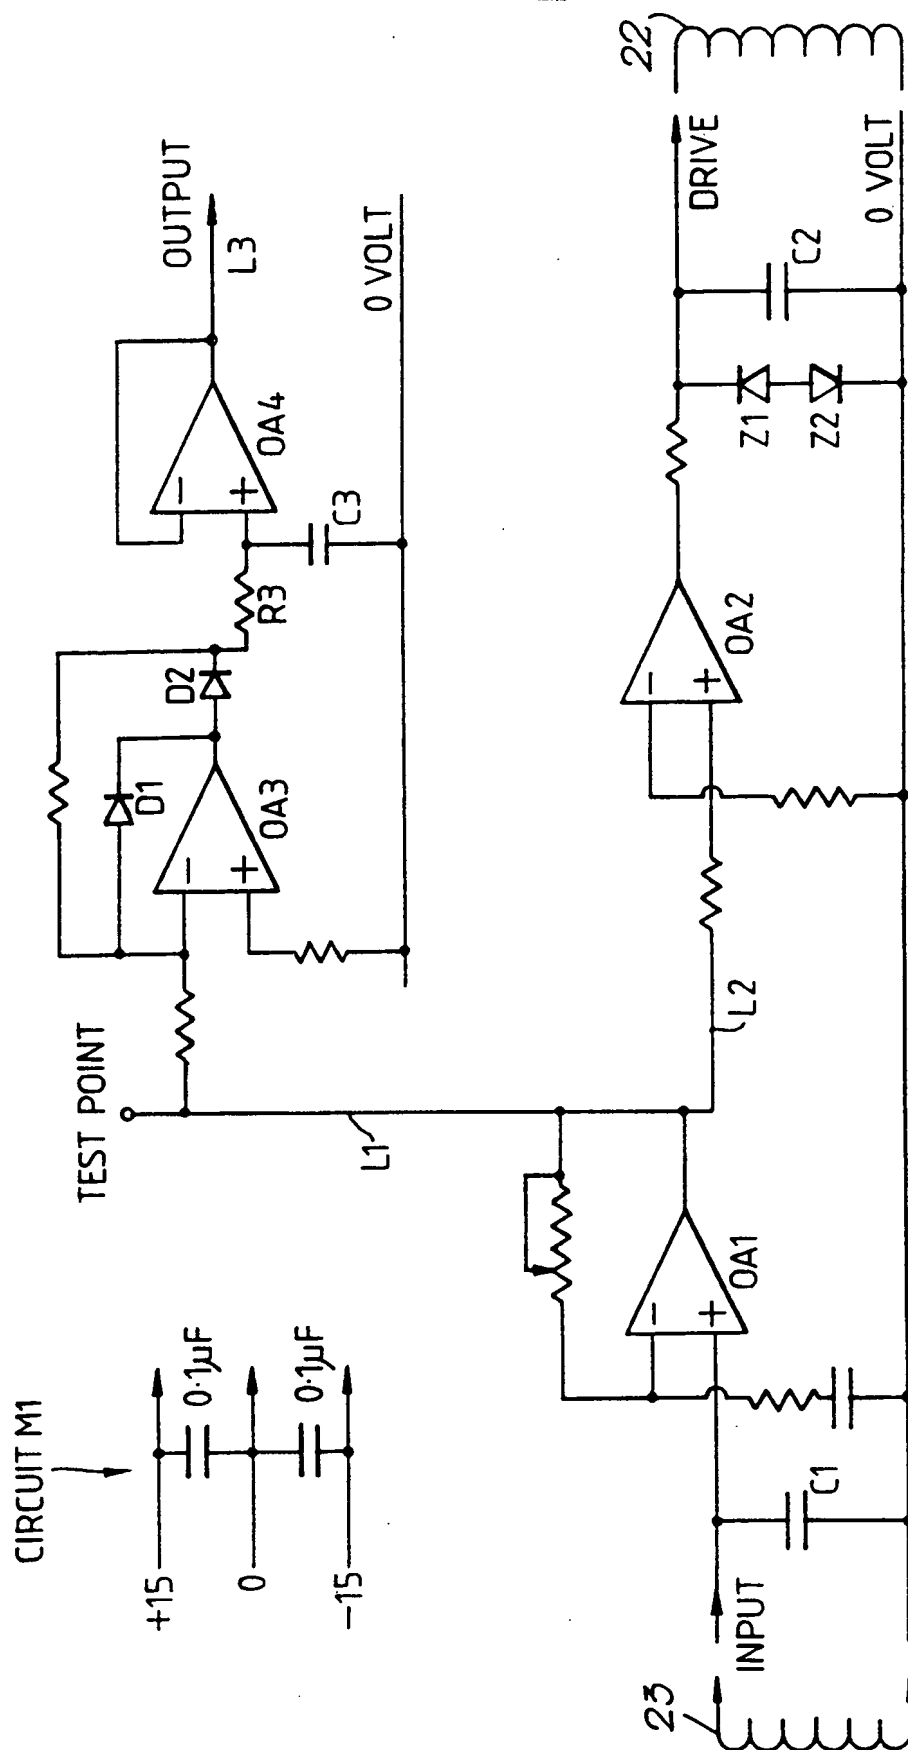 CIRCUIT M1
+15
0.1µF
0
0.1µF
-15
TEST POINT
L1
D1
D2
OA3
R3
C3
OA4
OUTPUT
L3
0 VOLT
23
INPUT
C1
OA1
L2
OA2
Z1
Z2
C2
DRIVE
0 VOLT
22